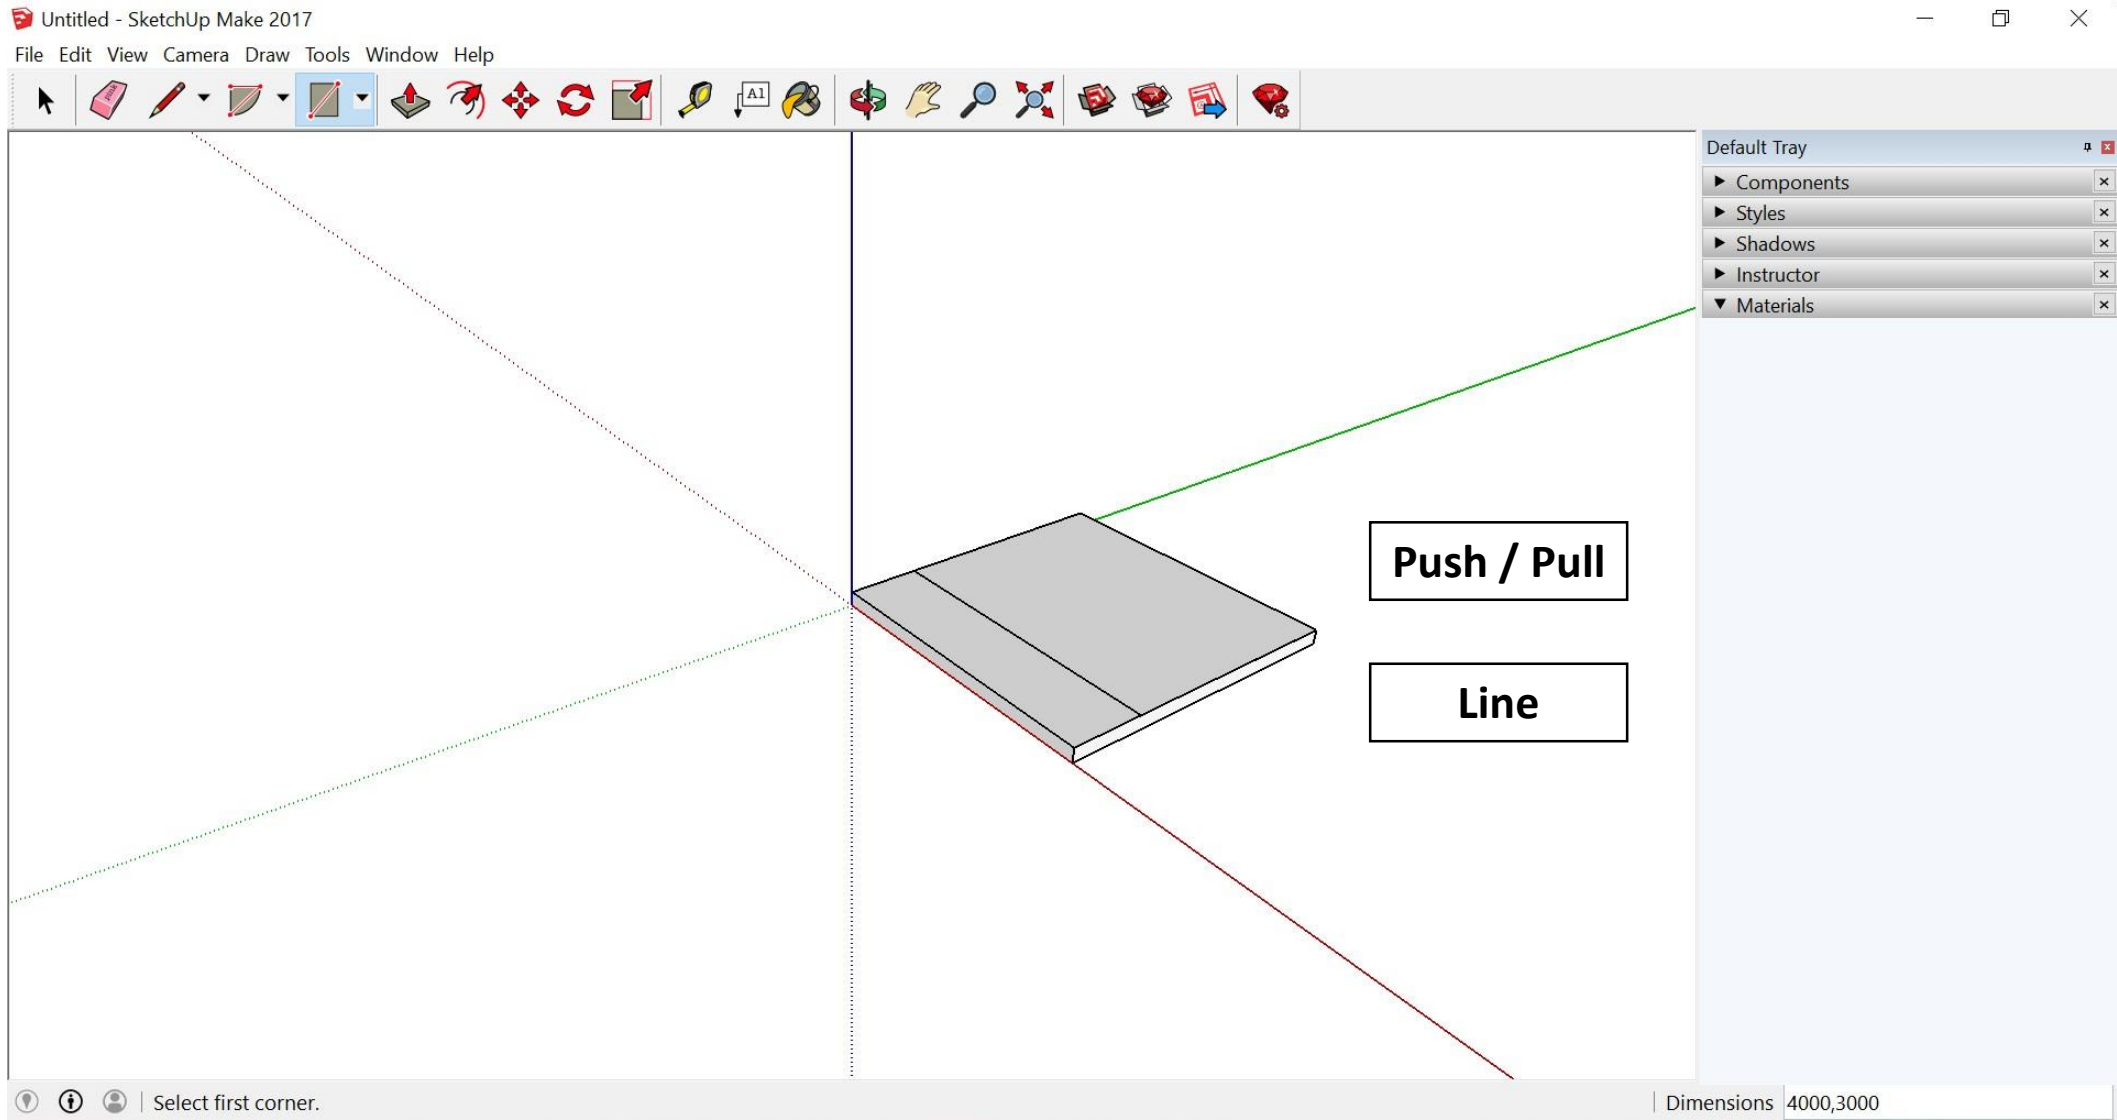 Untitled - SketchUp Make 2017
File Edit View Camera Draw Tools Window Help
A1
Default Tray
Components
Styles
Shadows
Instructor
Materials
Push / Pull
Line
Select first corner.
Dimensions 4000,3000